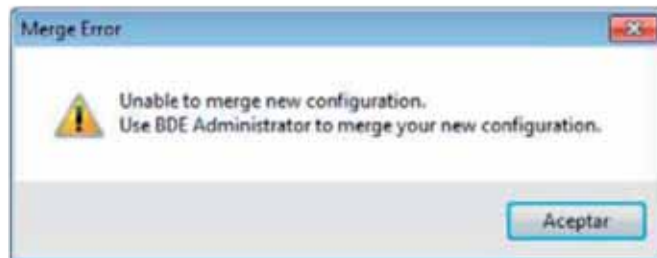 Merge Error
Unable to merge new configuration.
Use BDE Administrator to merge your new configuration.
Aceptar